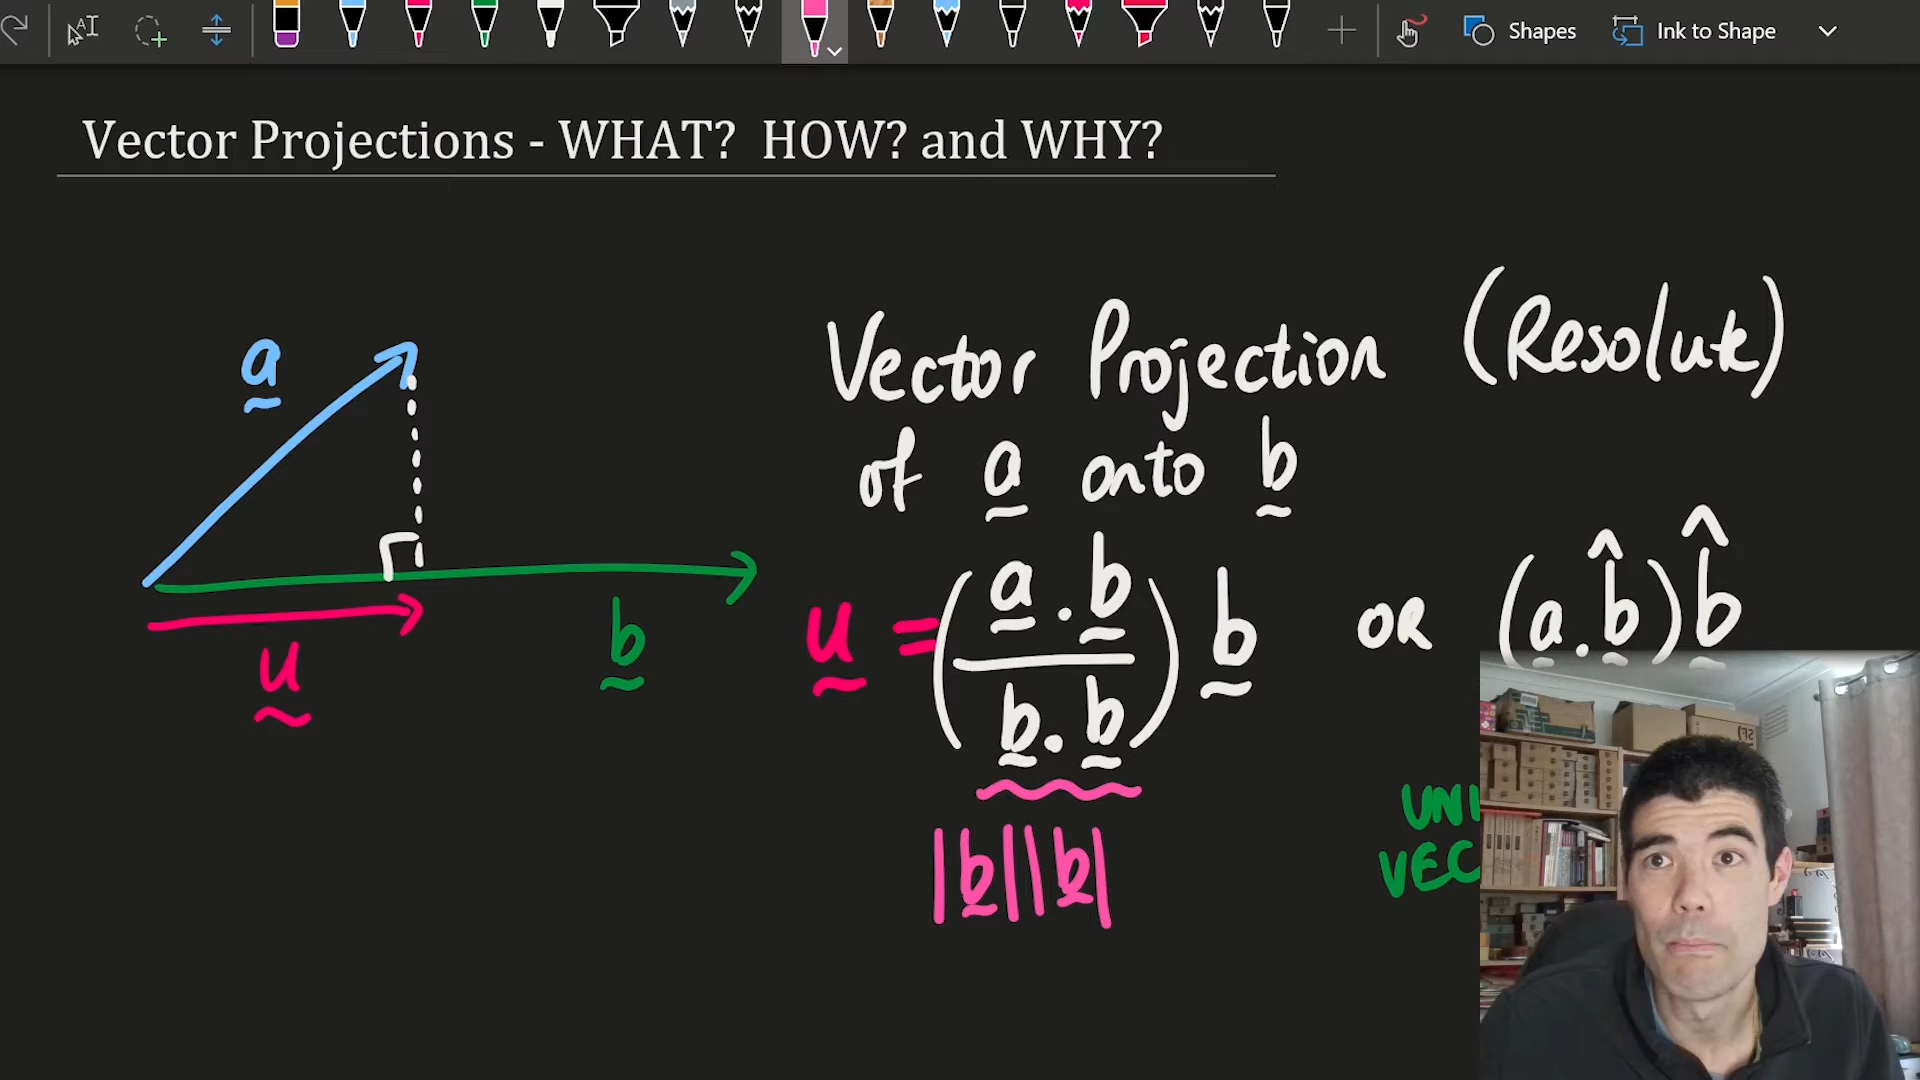 Shapes
Ink to Shape
Vector Projections - WHAT? HOW? and WHY?
a
b
u
Vector Projection (Resolute)
of a onto b
u = (a.b / b.b) b OR (a.b̂)b̂
|b||b|